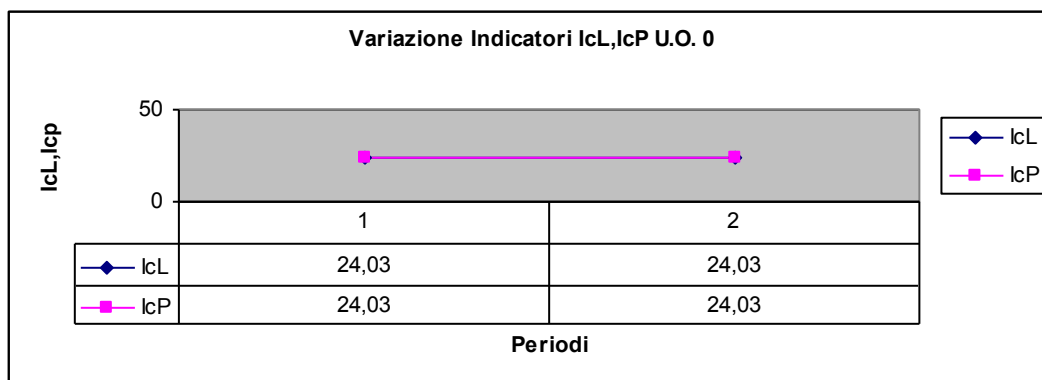 Variazione Indicatori IcL,IcP U.O. 0
IcL,Icp
50
0
1 2
IcL 24,03 24,03
IcP 24,03 24,03
Periodi
IcL
IcP